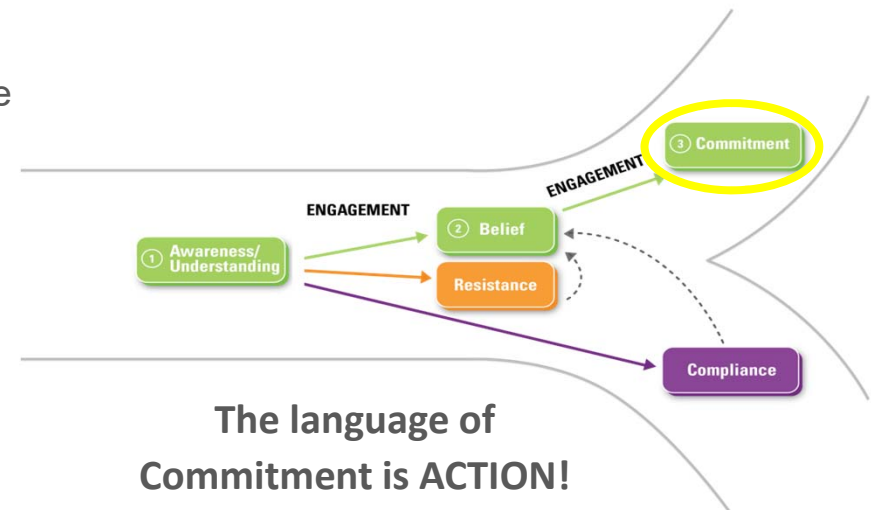 e
③ Commitment
ENGAGEMENT
ENGAGEMENT
② Belief
① Awareness/
Understanding
Resistance
Compliance
The language of
Commitment is ACTION!